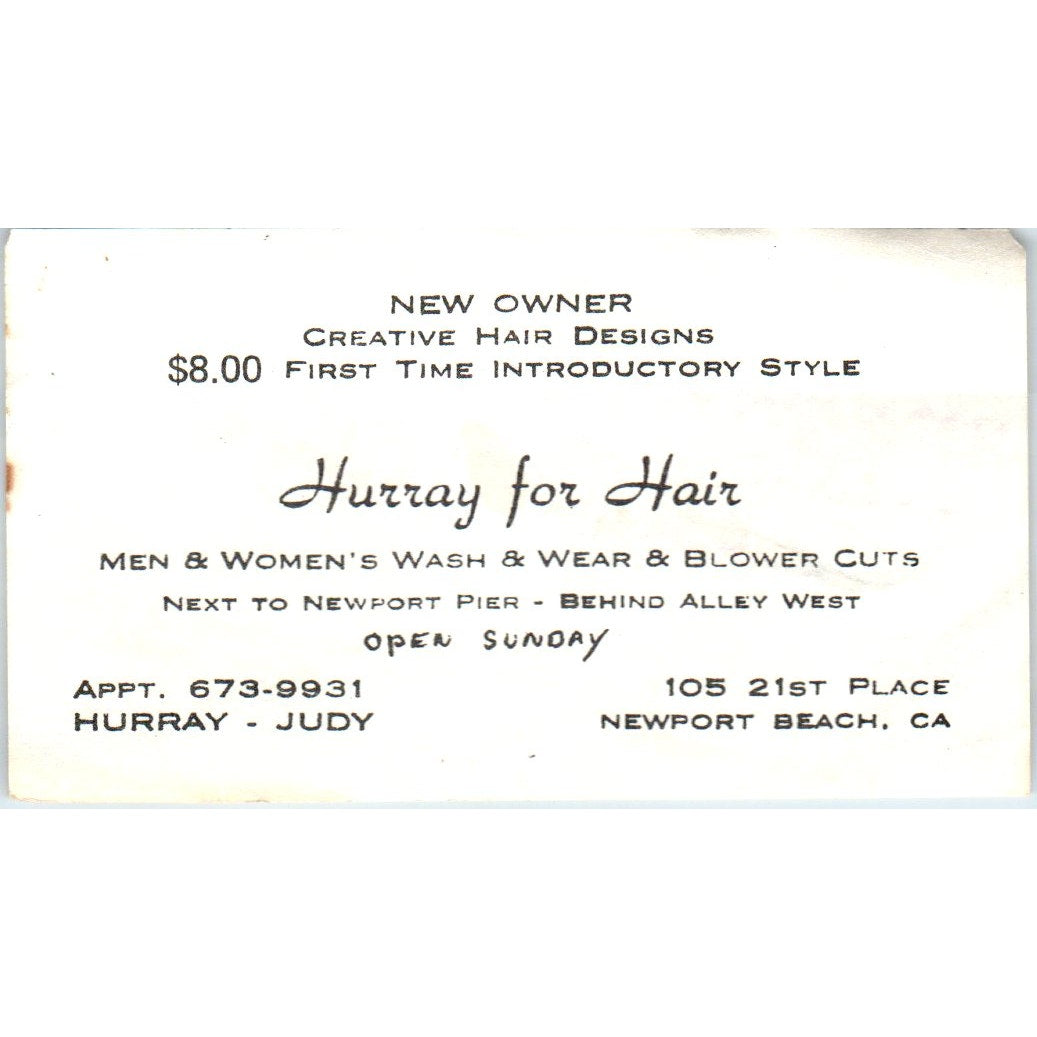 NEW OWNER
CREATIVE HAIR DESIGNS
$8.00 FIRST TIME INTRODUCTORY STYLE
Hurray for Hair
MEN & WOMEN'S WASH & WEAR & BLOWER CUTS
NEXT TO NEWPORT PIER - BEHIND ALLEY WEST
OPEN SUNDAY
APPT. 673-9931
HURRAY - JUDY
105 21ST PLACE
NEWPORT BEACH, CA